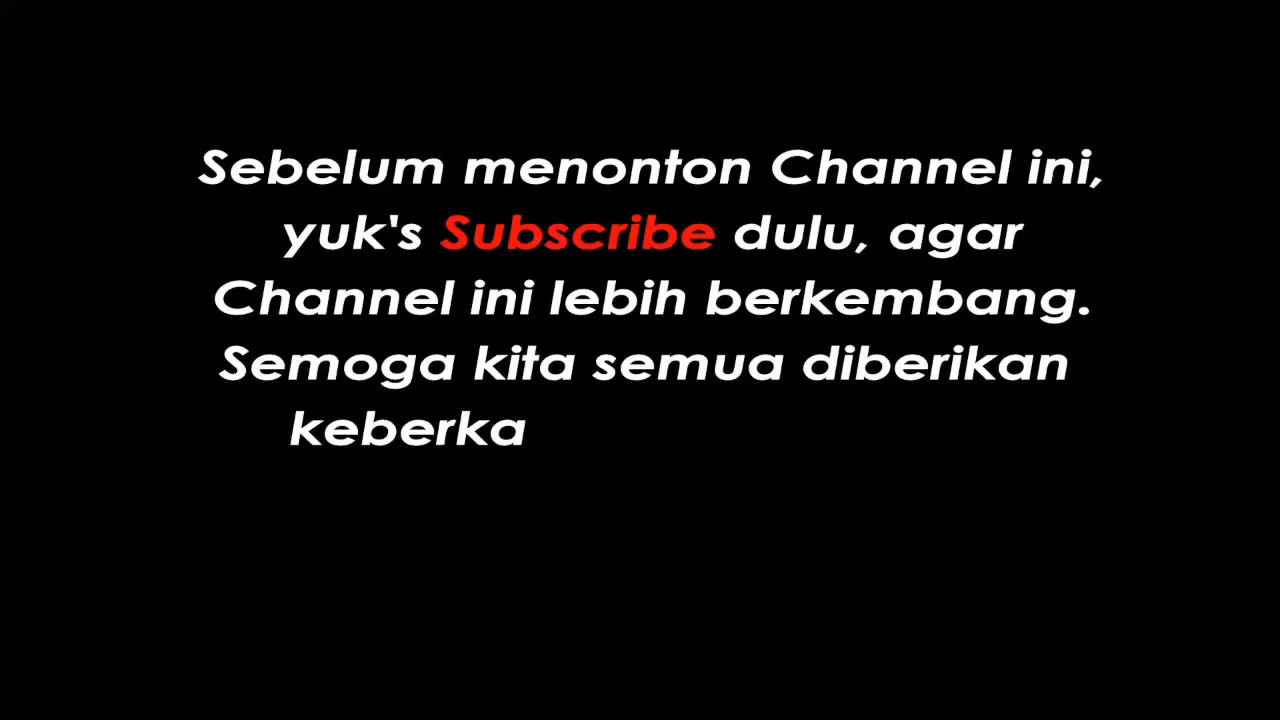 Sebelum menonton Channel ini,
yuk's Subscribe dulu, agar
Channel ini lebih berkembang.
Semoga kita semua diberikan
keberka